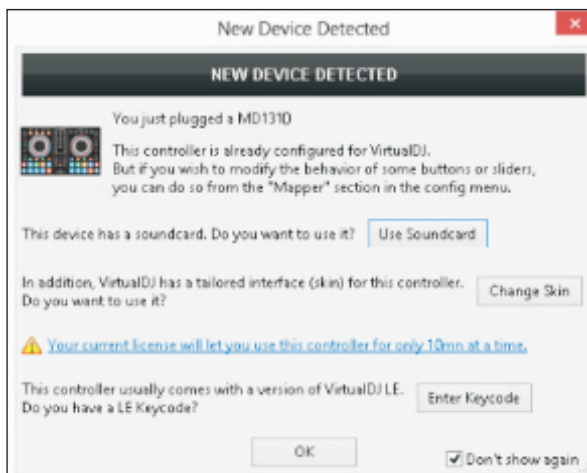 New Device Detected
NEW DEVICE DETECTED
You just plugged a MD1310
This controller is already configured for VirtualDJ.
But if you wish to modify the behavior of some buttons or sliders,
you can do so from the "Mapper" section in the config menu.
This device has a soundcard. Do you want to use it?
Use Soundcard
In addition, VirtualDJ has a tailored interface (skin) for this controller.
Do you want to use it?
Change Skin
Your current license will let you use this controller for only 10mn at a time.
This controller usually comes with a version of VirtualDJ LE.
Do you have a LE Keycode?
Enter Keycode
OK
Don't show again